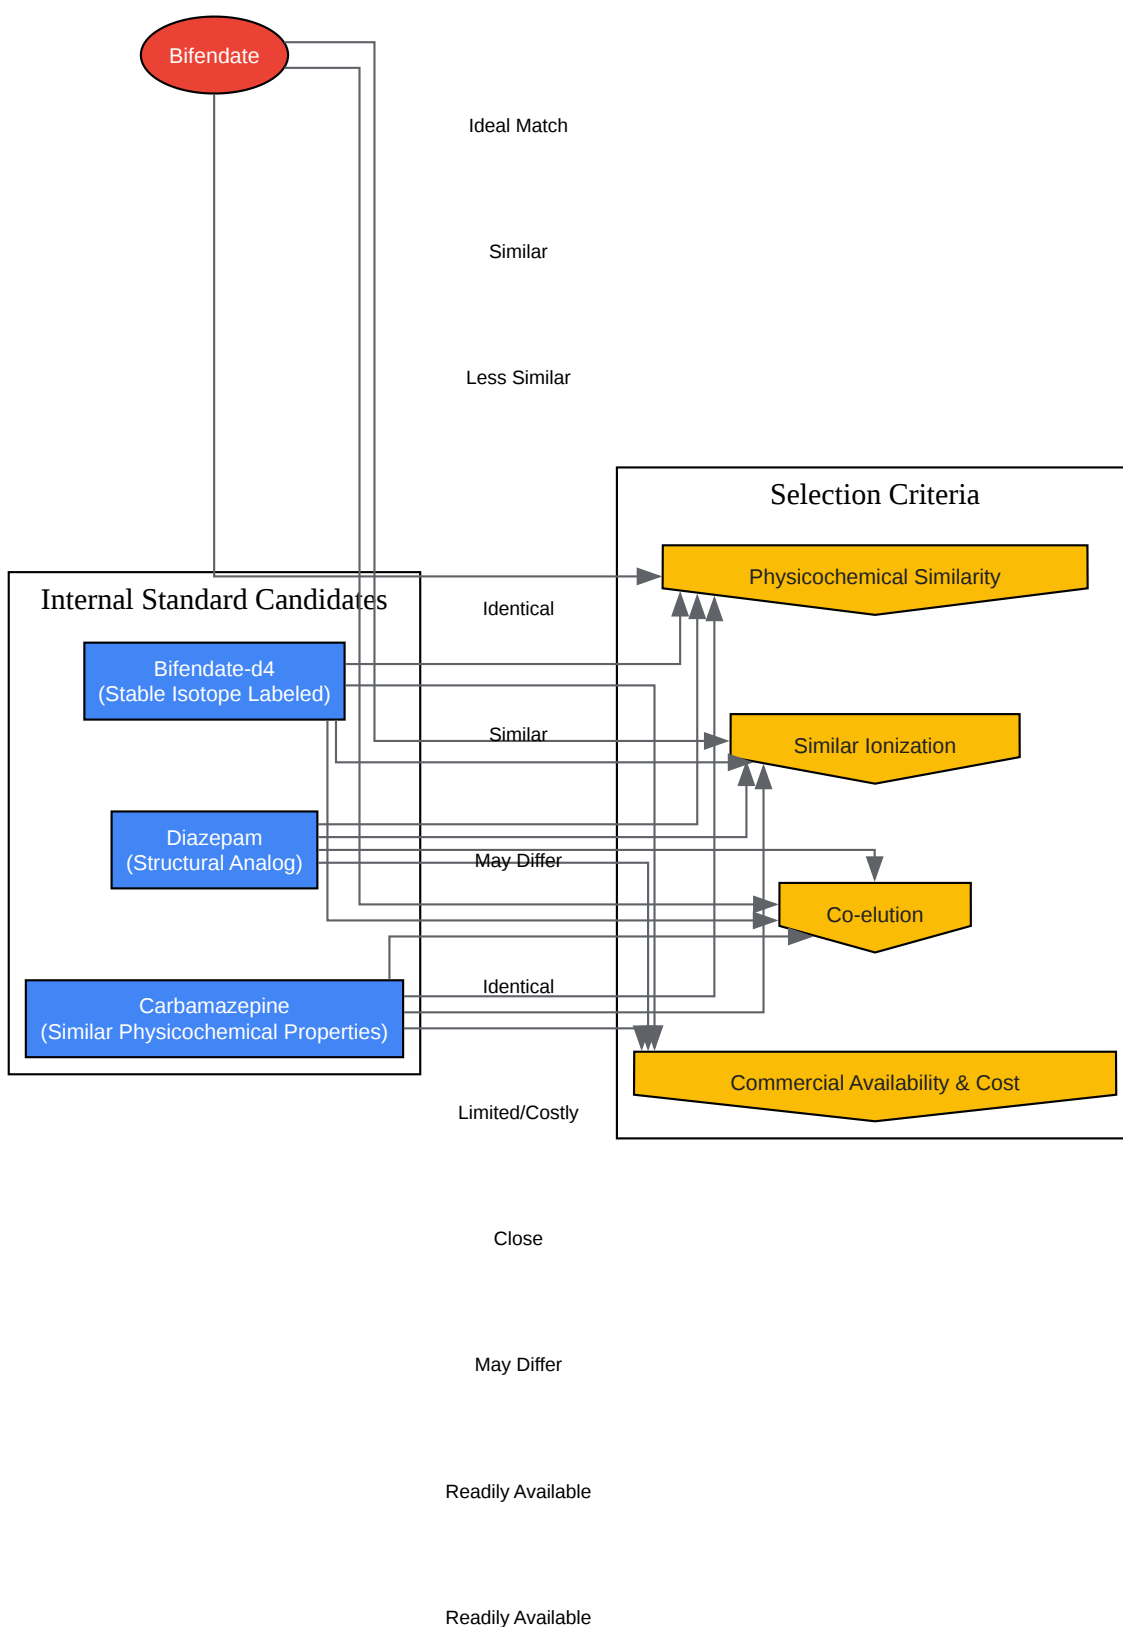 Bifendate
Ideal Match
Similar
Less Similar
Selection Criteria
Physicochemical Similarity
Internal Standard Candidates
Identical
Bifendate-d4
(Stable Isotope Labeled)
Similar
Similar Ionization
Diazepam
(Structural Analog)
May Differ
Co-elution
Identical
Carbamazepine
(Similar Physicochemical Properties)
Commercial Availability & Cost
Limited/Costly
Close
May Differ
Readily Available
Readily Available